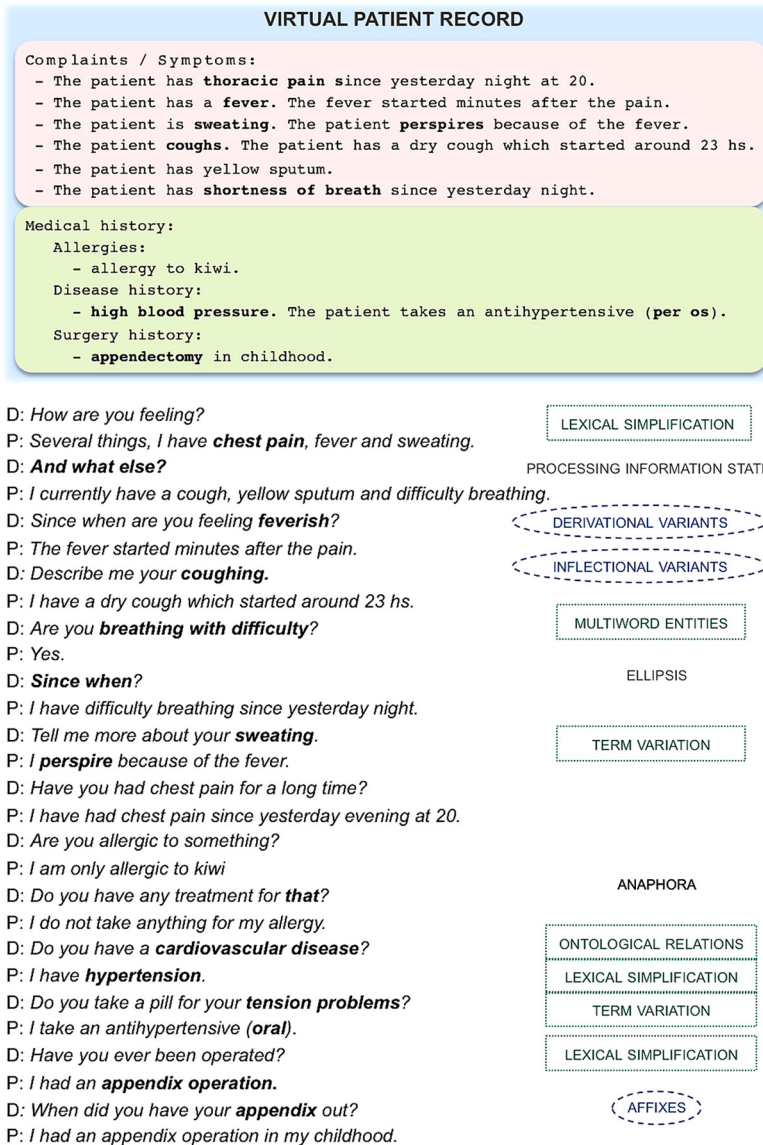 VIRTUAL PATIENT RECORD
Complaints / Symptoms:
- The patient has thoracic pain since yesterday night at 20.
- The patient has a fever. The fever started minutes after the pain.
- The patient is sweating. The patient perspires because of the fever.
- The patient coughs. The patient has a dry cough which started around 23 hs.
- The patient has yellow sputum.
- The patient has shortness of breath since yesterday night.
Medical history:
Allergies:
- allergy to kiwi.
Disease history:
- high blood pressure. The patient takes an antihypertensive (per os).
Surgery history:
- appendectomy in childhood.
D: How are you feeling?
LEXICAL SIMPLIFICATION
P: Several things, I have chest pain, fever and sweating.
D: And what else?
PROCESSING INFORMATION STAT
P: I currently have a cough, yellow sputum and difficulty breathing.
D: Since when are you feeling feverish?
DERIVATIONAL VARIANTS
P: The fever started minutes after the pain.
D: Describe me your coughing.
INFLECTIONAL VARIANTS
P: I have a dry cough which started around 23 hs.
D: Are you breathing with difficulty?
MULTIWORD ENTITIES
P: Yes.
D: Since when?
ELLIPSIS
P: I have difficulty breathing since yesterday night.
D: Tell me more about your sweating.
TERM VARIATION
P: I perspire because of the fever.
D: Have you had chest pain for a long time?
P: I have had chest pain since yesterday evening at 20.
D: Are you allergic to something?
P: I am only allergic to kiwi
D: Do you have any treatment for that?
ANAPHORA
P: I do not take anything for my allergy.
D: Do you have a cardiovascular disease?
ONTOLOGICAL RELATIONS
P: I have hypertension.
LEXICAL SIMPLIFICATION
D: Do you take a pill for your tension problems?
TERM VARIATION
P: I take an antihypertensive (oral).
D: Have you ever been operated?
LEXICAL SIMPLIFICATION
P: I had an appendix operation.
D: When did you have your appendix out?
AFFIXES
P: I had an appendix operation in my childhood.